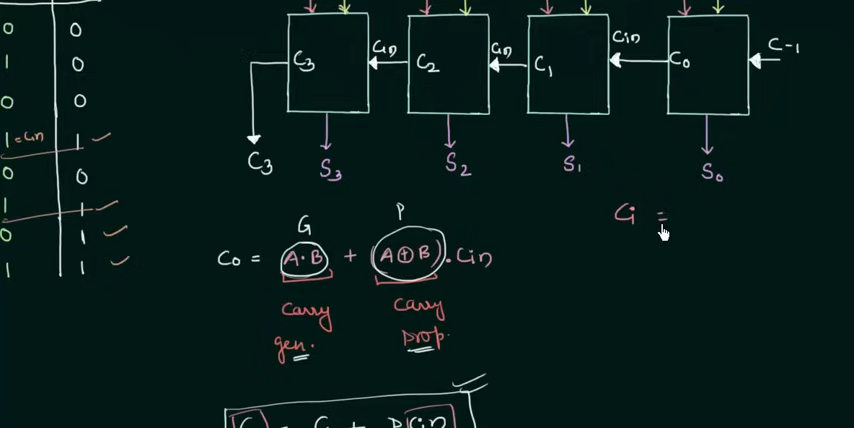 0 0
1 0
0 0
1=Cin 1
0 0
1 1
0 1
1 1
C3 Cin C2 Cin C1 Cin C0 C-1
C3 S3 S2 S1 S0
G P
Co = A·B + (A⊕B)·Cin
Ci =
Carry Carry
gen. prop.